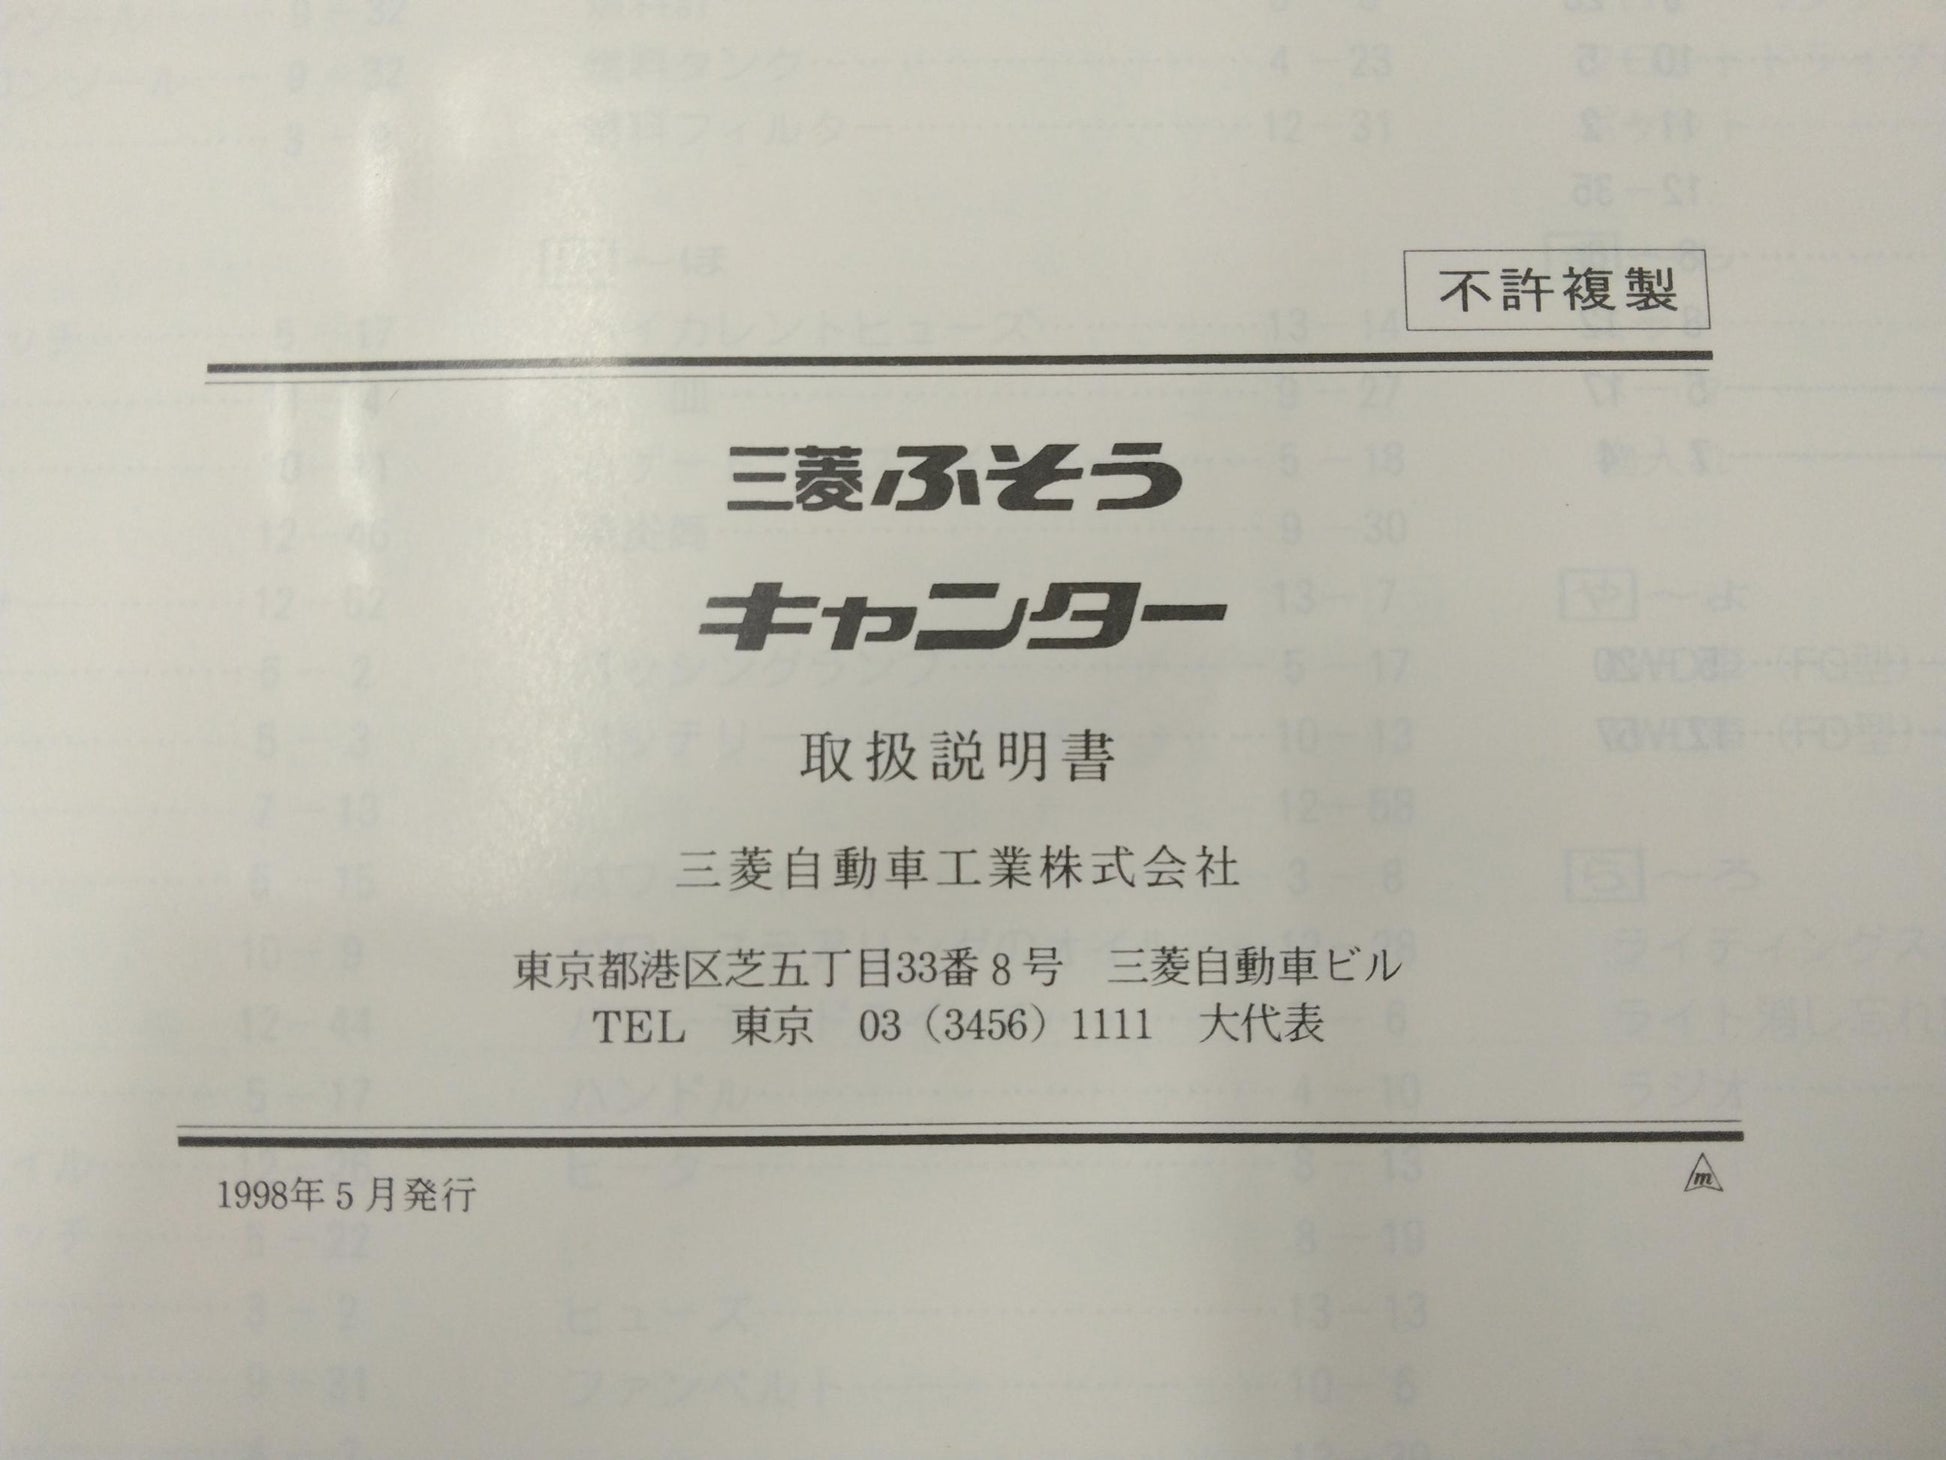 不許複製
三菱ふそう
キャンター
取扱説明書
三菱自動車工業株式会社
東京都港区芝五丁目33番8号　三菱自動車ビル
TEL　東京　03（3456）1111　大代表
1998年5月発行
m